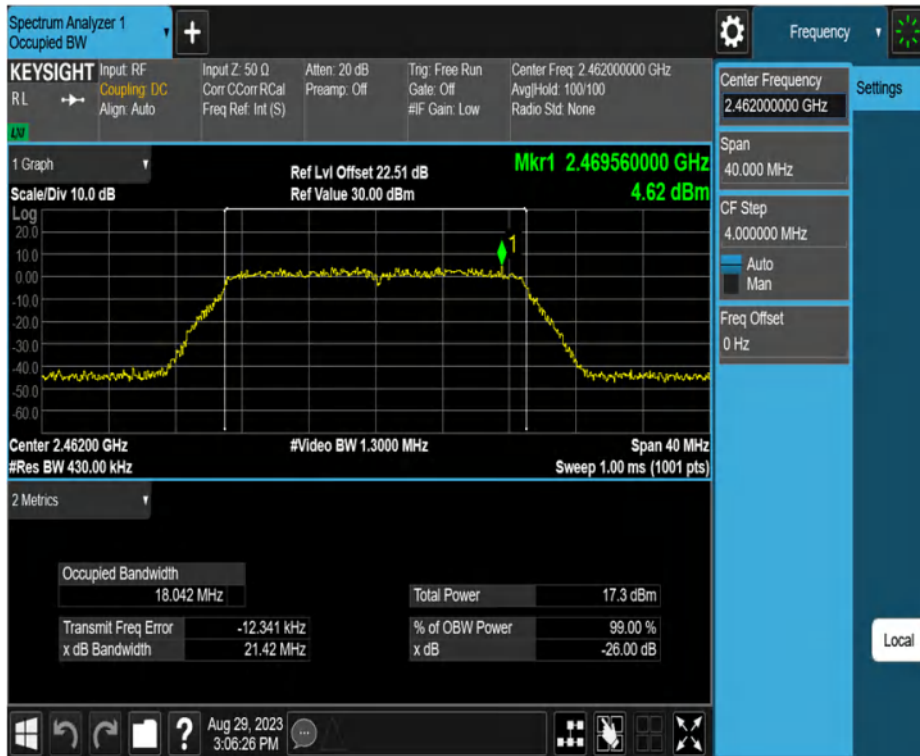 Spectrum Analyzer 1
Occupied BW
+
Frequency
KEYSIGHT
RL
LXI
Input: RF
Coupling: DC
Align: Auto
Input Z: 50 Ω
Corr CCorr RCal
Freq Ref: Int (S)
Atten: 20 dB
Preamp: Off
Trig: Free Run
Gate: Off
#IF Gain: Low
Center Freq: 2.462000000 GHz
Avg|Hold: 100/100
Radio Std: None
Center Frequency
2.462000000 GHz
Settings
Span
40.000 MHz
CF Step
4.000000 MHz
Auto
Man
Freq Offset
0 Hz
1 Graph
Scale/Div 10.0 dB
Ref Lvl Offset 22.51 dB
Ref Value 30.00 dBm
Mkr1 2.469560000 GHz
4.62 dBm
Log
20.0
10.0
0.00
-10.0
-20.0
-30.0
-40.0
-50.0
-60.0
1
Center 2.46200 GHz
#Video BW 1.3000 MHz
Span 40 MHz
#Res BW 430.00 kHz
Sweep 1.00 ms (1001 pts)
2 Metrics
Occupied Bandwidth
18.042 MHz
Total Power 17.3 dBm
Transmit Freq Error -12.341 kHz
% of OBW Power 99.00 %
x dB Bandwidth 21.42 MHz
x dB -26.00 dB
Local
?
Aug 29, 2023
3:06:26 PM